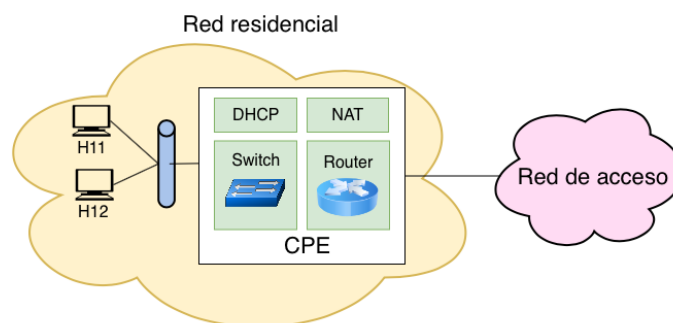 Red residencial
DHCP
NAT
H11
Switch
Router
H12
CPE
Red de acceso